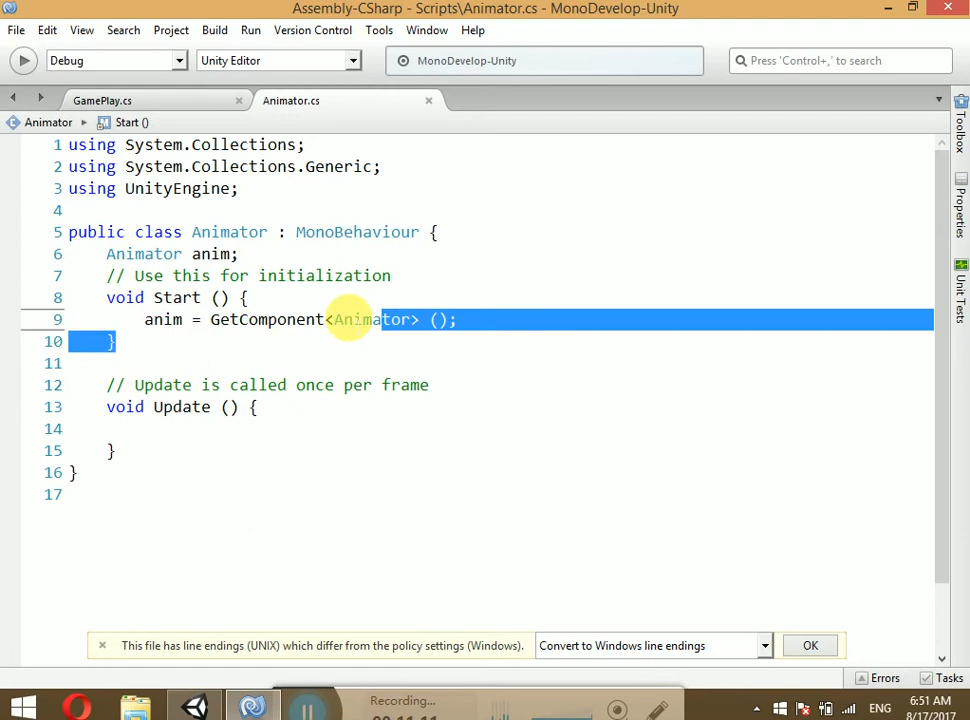 Assembly-CSharp - Scripts\Animator.cs - MonoDevelop-Unity
File Edit View Search Project Build Run Version Control Tools Window Help
Debug Unity Editor MonoDevelop-Unity Press 'Control+,' to search
GamePlay.cs Animator.cs
Animator Start ()
1 using System.Collections;
2 using System.Collections.Generic;
3 using UnityEngine;
4
5 public class Animator : MonoBehaviour {
6 Animator anim;
7 // Use this for initialization
8 void Start () {
9 anim = GetComponent<Animator> ();
10 }
11
12 // Update is called once per frame
13 void Update () {
14
15 }
16 }
17
Toolbox
Properties
Unit Tests
This file has line endings (UNIX) which differ from the policy settings (Windows). Convert to Windows line endings OK
Errors Tasks
Recording...
ENG
6:51 AM
8/17/2017